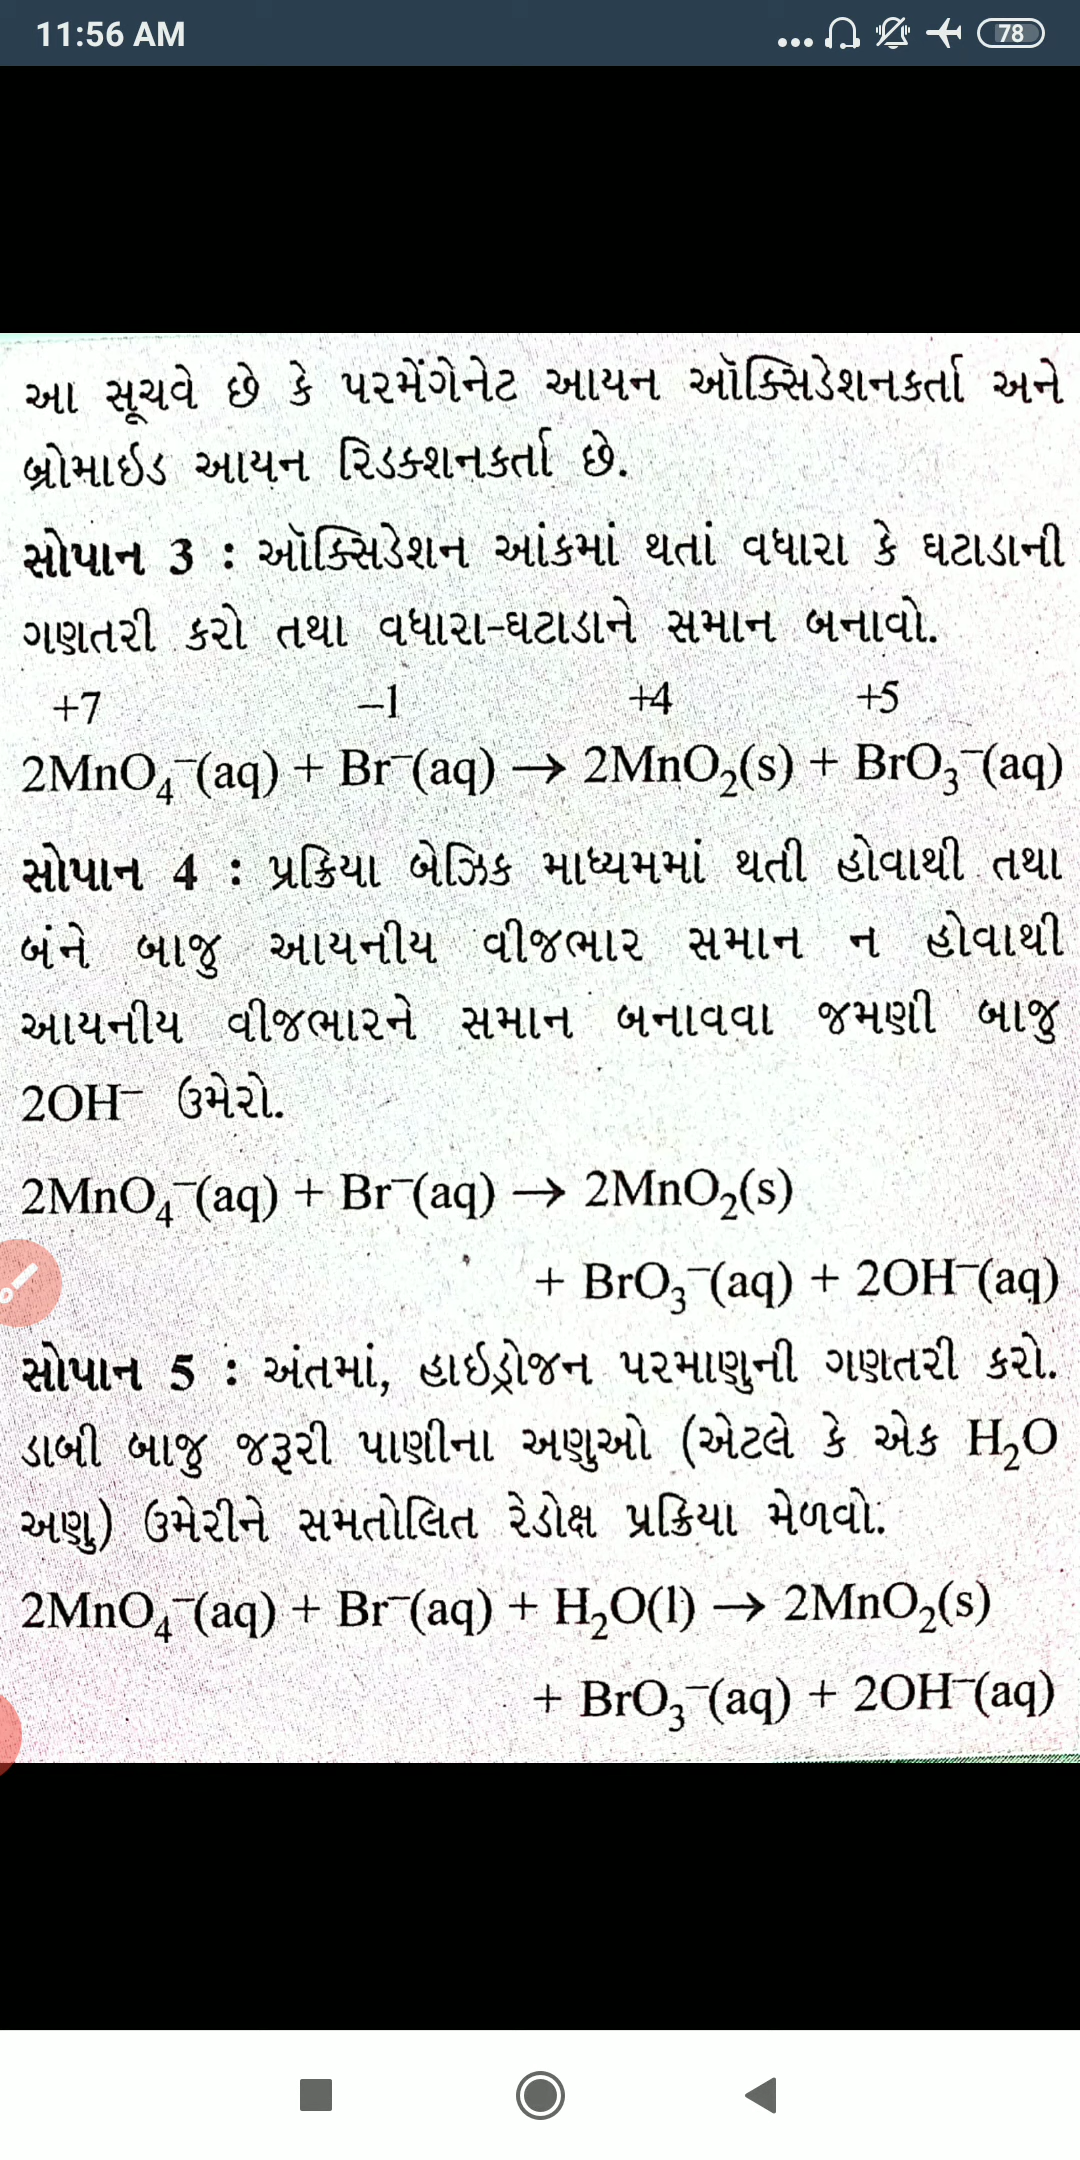 11:56 AM
78
આ સૂચવે છે કે પરમેંગેનેટ આયન ઑક્સિડેશનકર્તા અને
બ્રોમાઇડ આયન રિડક્શનકર્તા છે.
સોપાન 3 : ઑક્સિડેશન આંકમાં થતાં વધારા કે ઘટાડાની
ગણતરી કરો તથા વધારા-ઘટાડાને સમાન બનાવો.
+7 –1 +4 +5
2MnO₄⁻(aq) + Br⁻(aq) → 2MnO₂(s) + BrO₃⁻(aq)
સોપાન 4 : પ્રક્રિયા બેઝિક માધ્યમમાં થતી હોવાથી તથા
બંને બાજુ આયનીય વીજભાર સમાન ન હોવાથી
આયનીય વીજભારને સમાન બનાવવા જમણી બાજુ
2OH⁻ ઉમેરો.
2MnO₄⁻(aq) + Br⁻(aq) → 2MnO₂(s)
+ BrO₃⁻(aq) + 2OH⁻(aq)
સોપાન 5 : અંતમાં, હાઇડ્રોજન પરમાણુની ગણતરી કરો.
ડાબી બાજુ જરૂરી પાણીના અણુઓ (એટલે કે એક H₂O
અણુ) ઉમેરીને સમતોલિત રેડોક્ષ પ્રક્રિયા મેળવો.
2MnO₄⁻(aq) + Br⁻(aq) + H₂O(l) → 2MnO₂(s)
+ BrO₃⁻(aq) + 2OH⁻(aq)